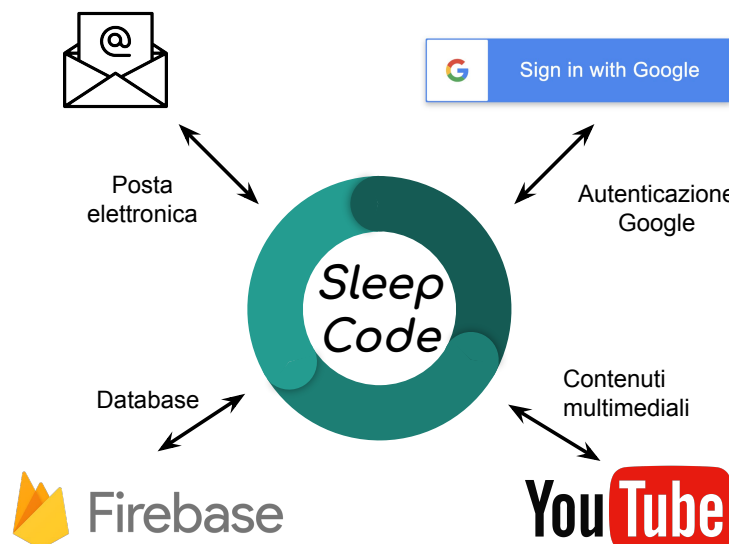 @
Sign in with Google
Posta
elettronica
Autenticazione
Google
Sleep
Code
Database
Contenuti
multimediali
Firebase
YouTube